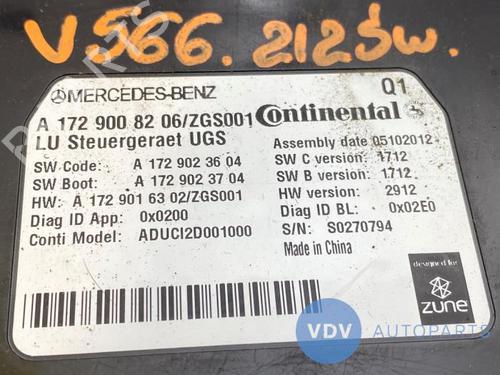 V566.212sw.
MERCEDES-BENZ
Q1
A 172 900 82 06/ZGS001
Continental
LU Steuergeraet UGS
Assembly date 05102012
SW Code: A 172 902 36 04
SW C version: 1712
SW Boot: A 172 902 37 04
SW B version: 1712
HW: A 172 901 63 02/ZGS001
HW version: 2912
Diag ID App: 0x0200
Diag ID BL: 0x02E0
Conti Model: ADUCI2D001000
S/N: S0270794
Made in China
designed for
zune
VDV AUTOPARTS